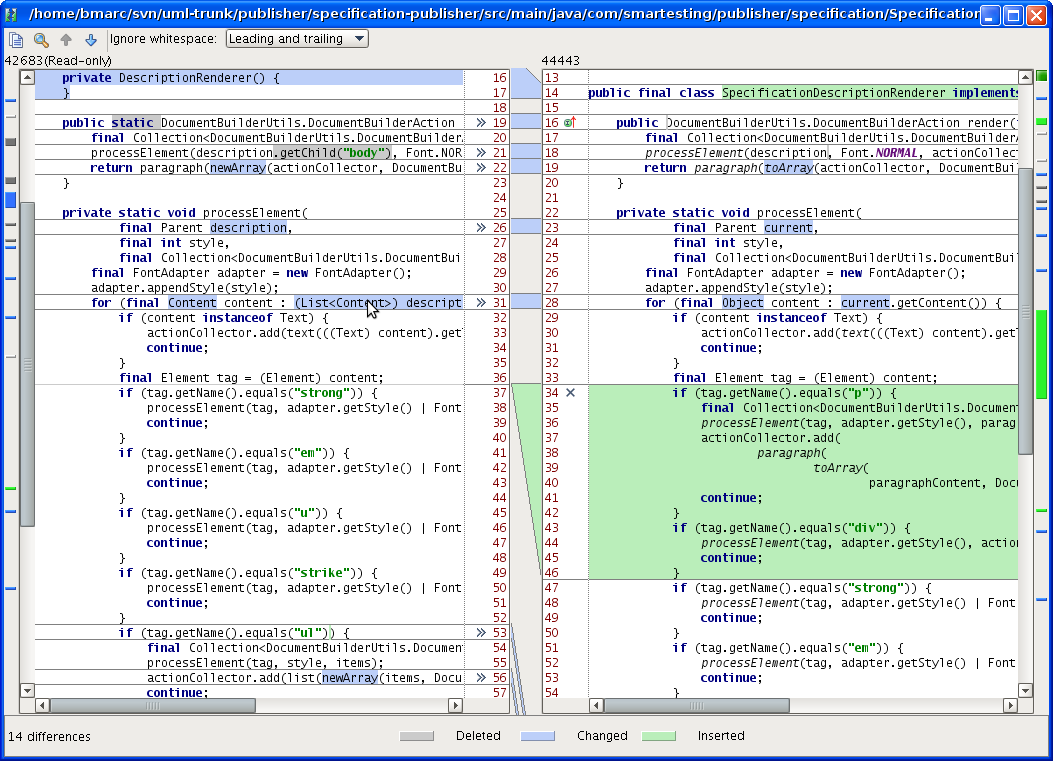 /home/bmarc/svn/uml-trunk/publisher/specification-publisher/src/main/java/com/smartesting/publisher/specification/Specification
Ignore whitespace: Leading and trailing
42683(Read-only)
44443
private DescriptionRenderer() { 16
} 17
18
public static DocumentBuilderUtils.DocumentBuilderAction 19
final Collection<DocumentBuilderUtils.DocumentBuilder. 20
processElement(description.getChild("body"), Font.NOR 21
return paragraph(newArray(actionCollector, DocumentBu 22
} 23
24
private static void processElement( 25
final Parent description, 26
final int style, 27
final Collection<DocumentBuilderUtils.DocumentBui 28
final FontAdapter adapter = new FontAdapter(); 29
adapter.appendStyle(style); 30
for (final Content content : (List<Content>) descript 31
if (content instanceof Text) { 32
actionCollector.add(text(((Text) content).get 33
continue; 34
} 35
final Element tag = (Element) content; 36
if (tag.getName().equals("strong")) { 37
processElement(tag, adapter.getStyle() | Font 38
continue; 39
} 40
if (tag.getName().equals("em")) { 41
processElement(tag, adapter.getStyle() | Font 42
continue; 43
} 44
if (tag.getName().equals("u")) { 45
processElement(tag, adapter.getStyle() | Font 46
continue; 47
} 48
if (tag.getName().equals("strike")) { 49
processElement(tag, adapter.getStyle() | Font 50
continue; 51
} 52
if (tag.getName().equals("ul")) { 53
final Collection<DocumentBuilderUtils.Documen 54
processElement(tag, style, items); 55
actionCollector.add(list(newArray(items, Docu 56
continue; 57
13
14 public final class SpecificationDescriptionRenderer implements
15
16 public DocumentBuilderUtils.DocumentBuilderAction render(
17 final Collection<DocumentBuilderUtils.DocumentBuilder
18 processElement(description, Font.NORMAL, actionCollec
19 return paragraph(toArray(actionCollector, DocumentBui
20 }
21
22 private static void processElement(
23 final Parent current,
24 final int style,
25 final Collection<DocumentBuilderUtils.DocumentBui
26 final FontAdapter adapter = new FontAdapter();
27 adapter.appendStyle(style);
28 for (final Object content : current.getContent()) {
29 if (content instanceof Text) {
30 actionCollector.add(text(((Text) content).get
31 continue;
32 }
33 final Element tag = (Element) content;
34 if (tag.getName().equals("p")) {
35 final Collection<DocumentBuilderUtils.Document
36 processElement(tag, adapter.getStyle(), parag
37 actionCollector.add(
38 paragraph(
39 toArray(
40 paragraphContent, Docu
41 continue;
42 }
43 if (tag.getName().equals("div")) {
44 processElement(tag, adapter.getStyle(), action
45 continue;
46 }
47 if (tag.getName().equals("strong")) {
48 processElement(tag, adapter.getStyle() | Font
49 continue;
50 }
51 if (tag.getName().equals("em")) {
52 processElement(tag, adapter.getStyle() | Font
53 continue;
54 }
14 differences
Deleted
Changed
Inserted